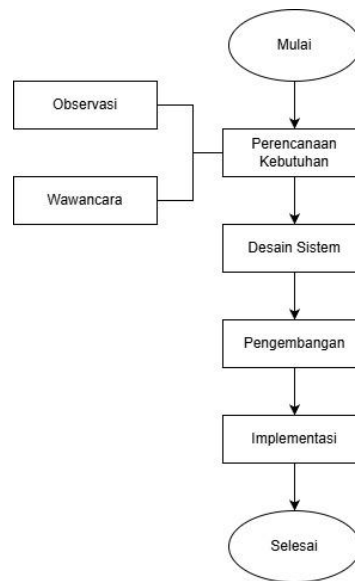 Mulai
Observasi
Perencanaan
Kebutuhan
Wawancara
Desain Sistem
Pengembangan
Implementasi
Selesai